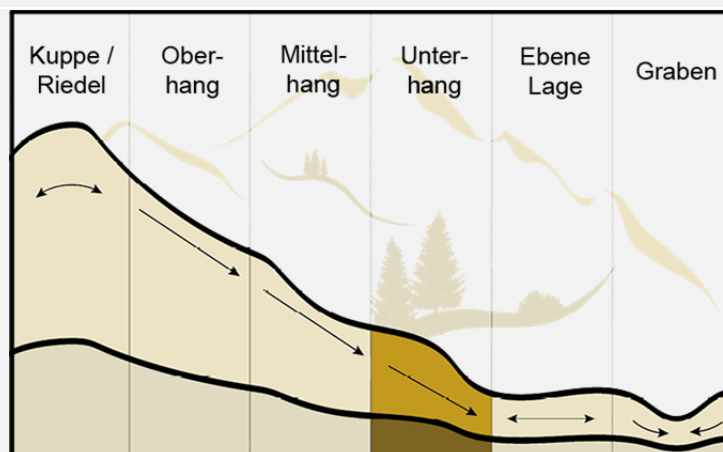 Kuppe /
Riedel
Ober-
hang
Mittel-
hang
Unter-
hang
Ebene
Lage
Graben